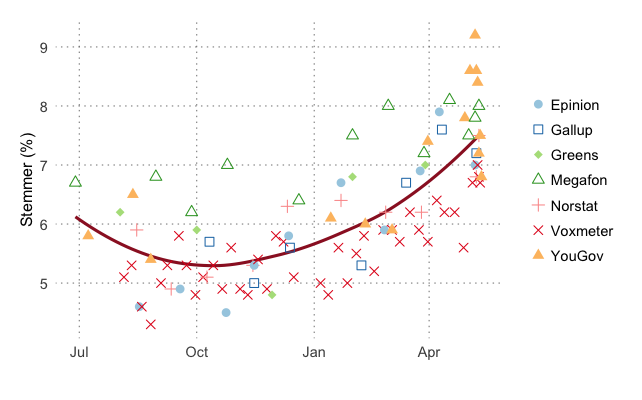 Stemmer (%)
9
8
7
6
5
Jul
Oct
Jan
Apr
Epinion
Gallup
Greens
Megafon
Norstat
Voxmeter
YouGov